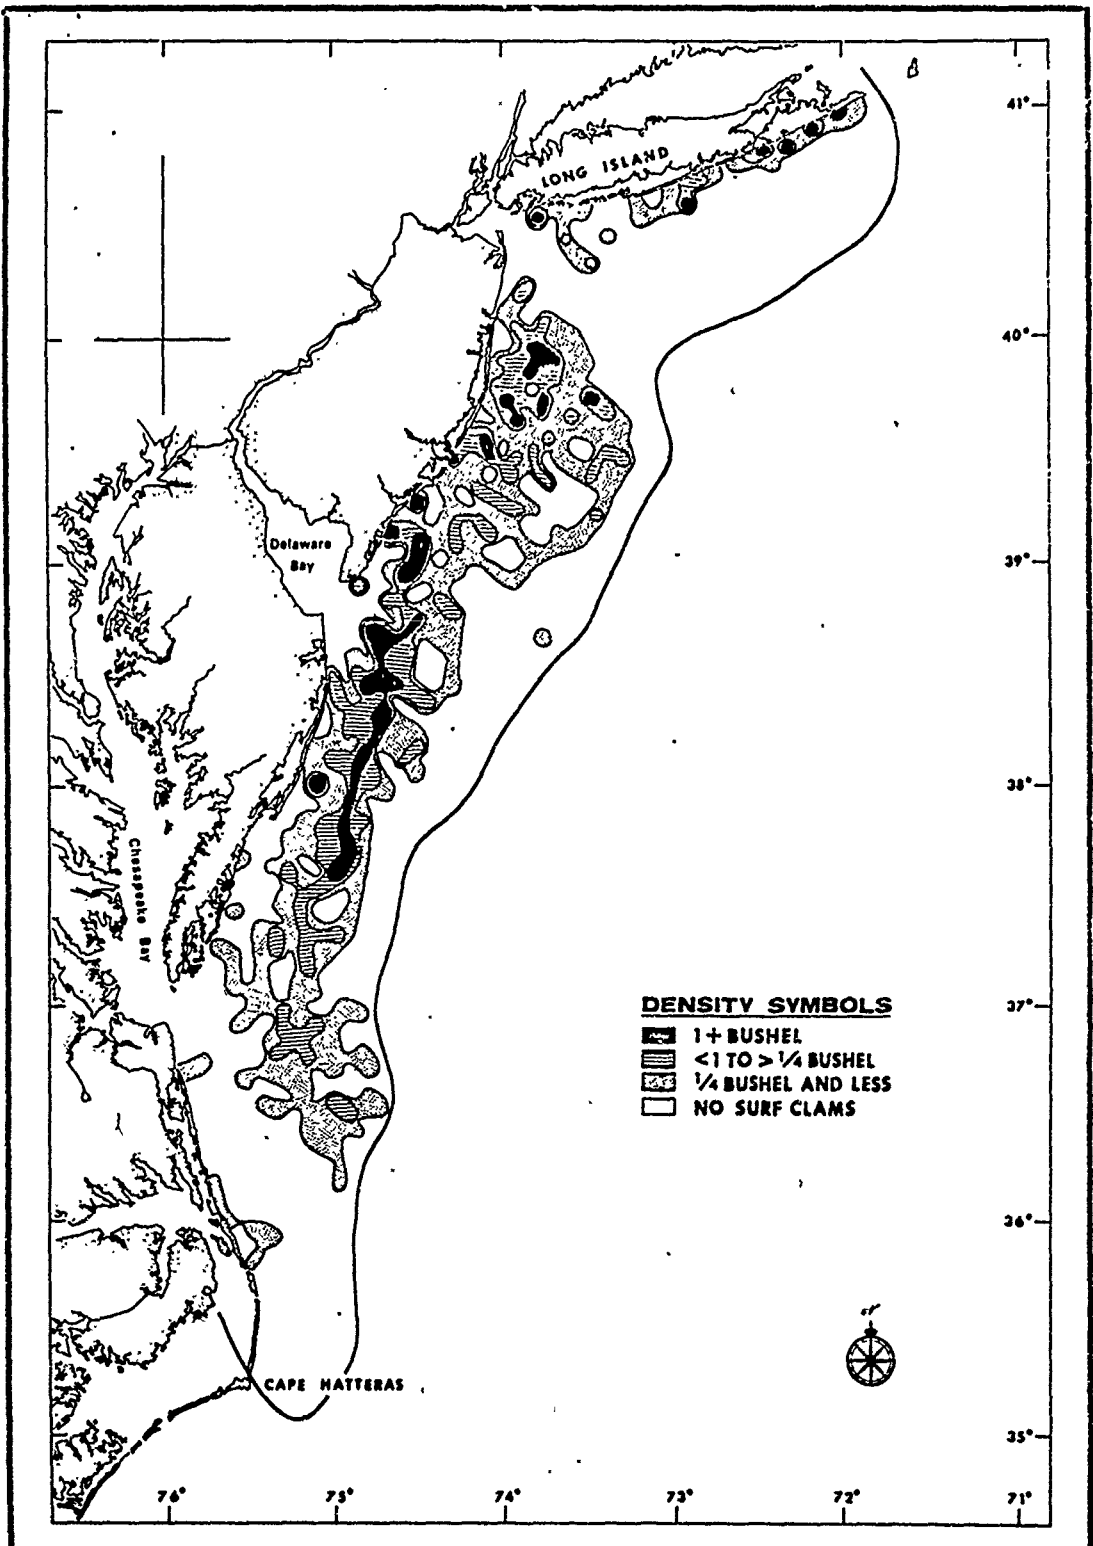 41°
LONG ISLAND
40°
Delaware
Bay
39°
38°
Chesapeake Bay
37°
DENSITY SYMBOLS
1+ BUSHEL
<1 TO > 1/4 BUSHEL
1/4 BUSHEL AND LESS
NO SURF CLAMS
36°
CAPE HATTERAS
35°
76° 75° 74° 73° 72° 71°